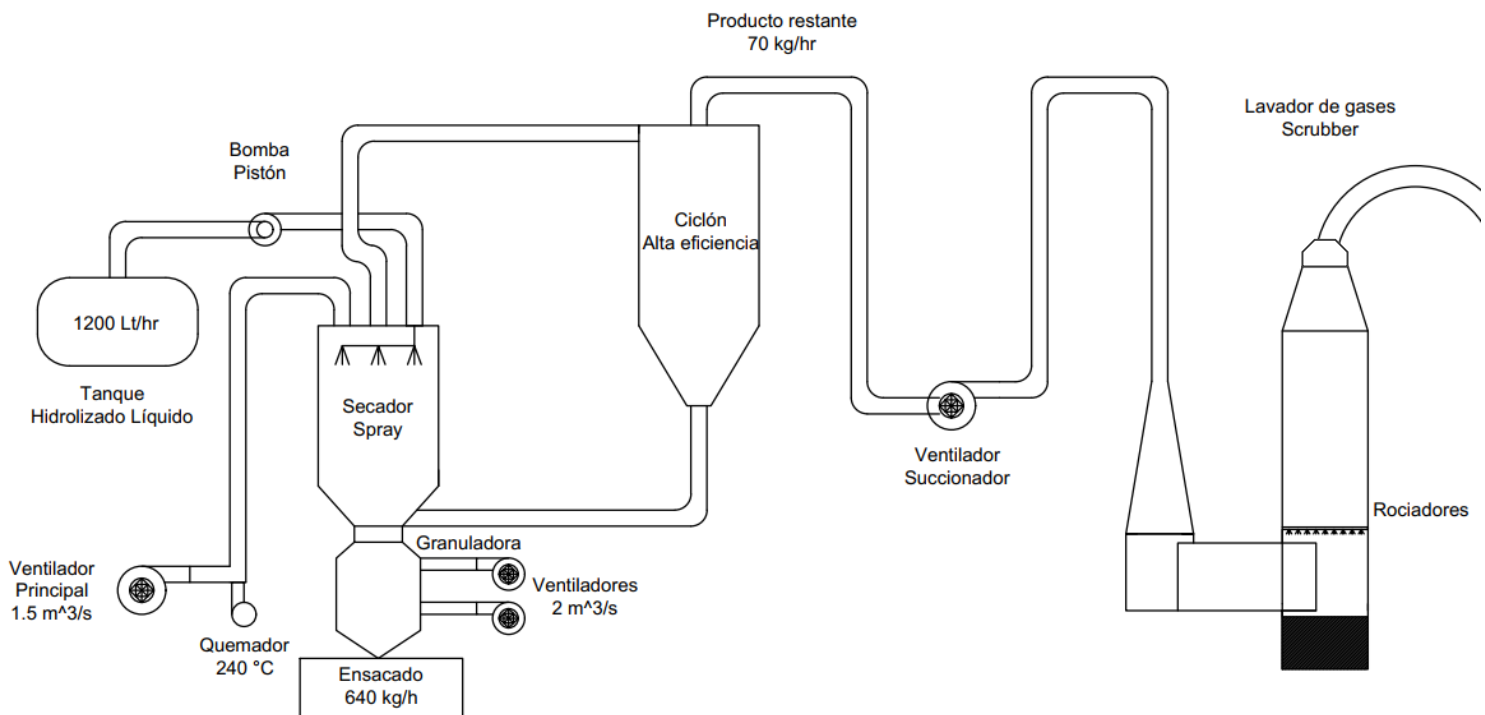 Producto restante
70 kg/hr
Lavador de gases
Scrubber
Bomba
Pistón
Ciclón
Alta eficiencia
1200 Lt/hr
Tanque
Hidrolizado Líquido
Secador
Spray
Ventilador
Succionador
Rociadores
Granuladora
Ventilador
Principal
1.5 m^3/s
Ventiladores
2 m^3/s
Quemador
240 °C
Ensacado
640 kg/h